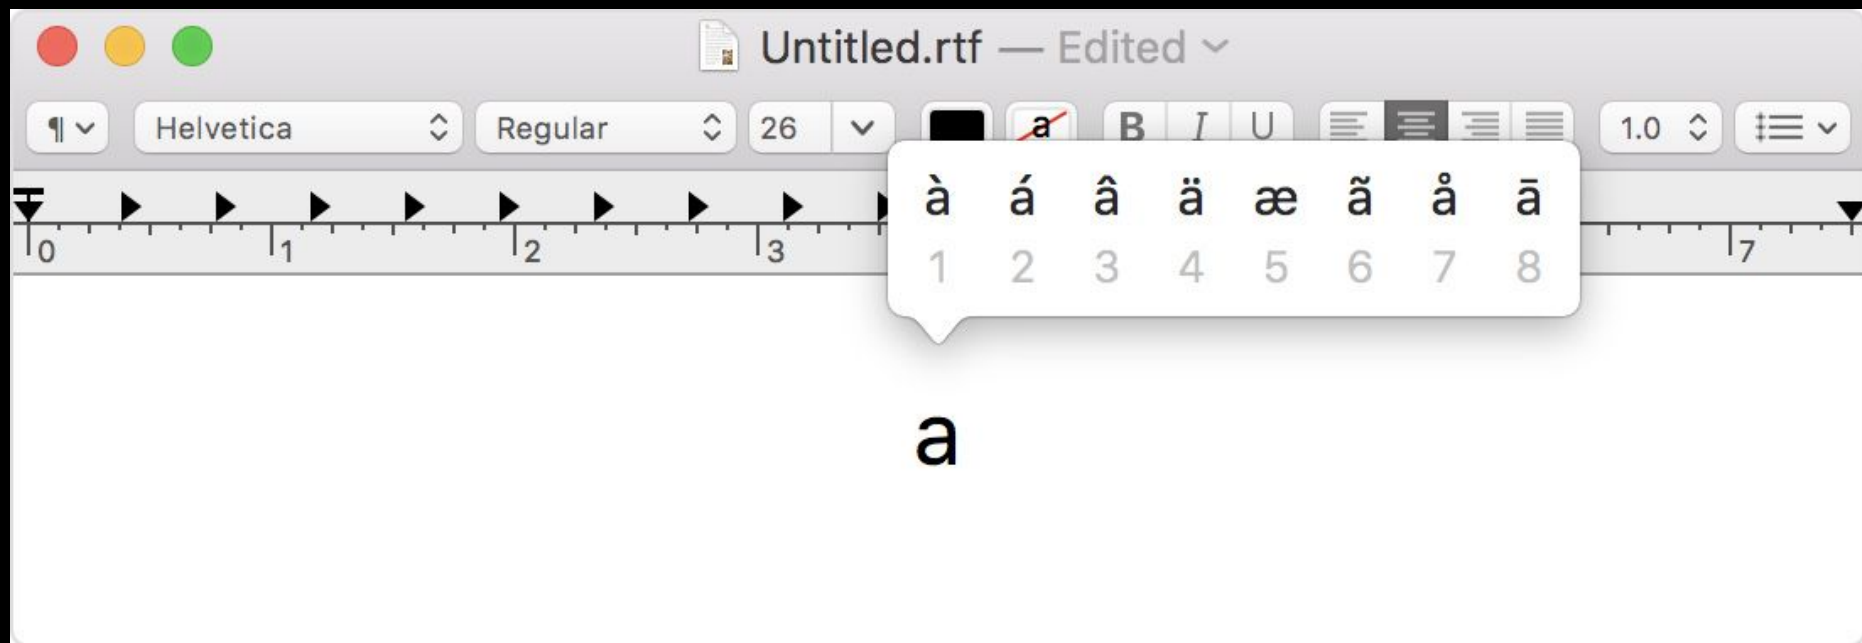 Untitled.rtf — Edited
¶ Helvetica Regular 26 a B I U 1.0
à á â ä æ ã å ā
1 2 3 4 5 6 7 8
0 1 2 3 7
a